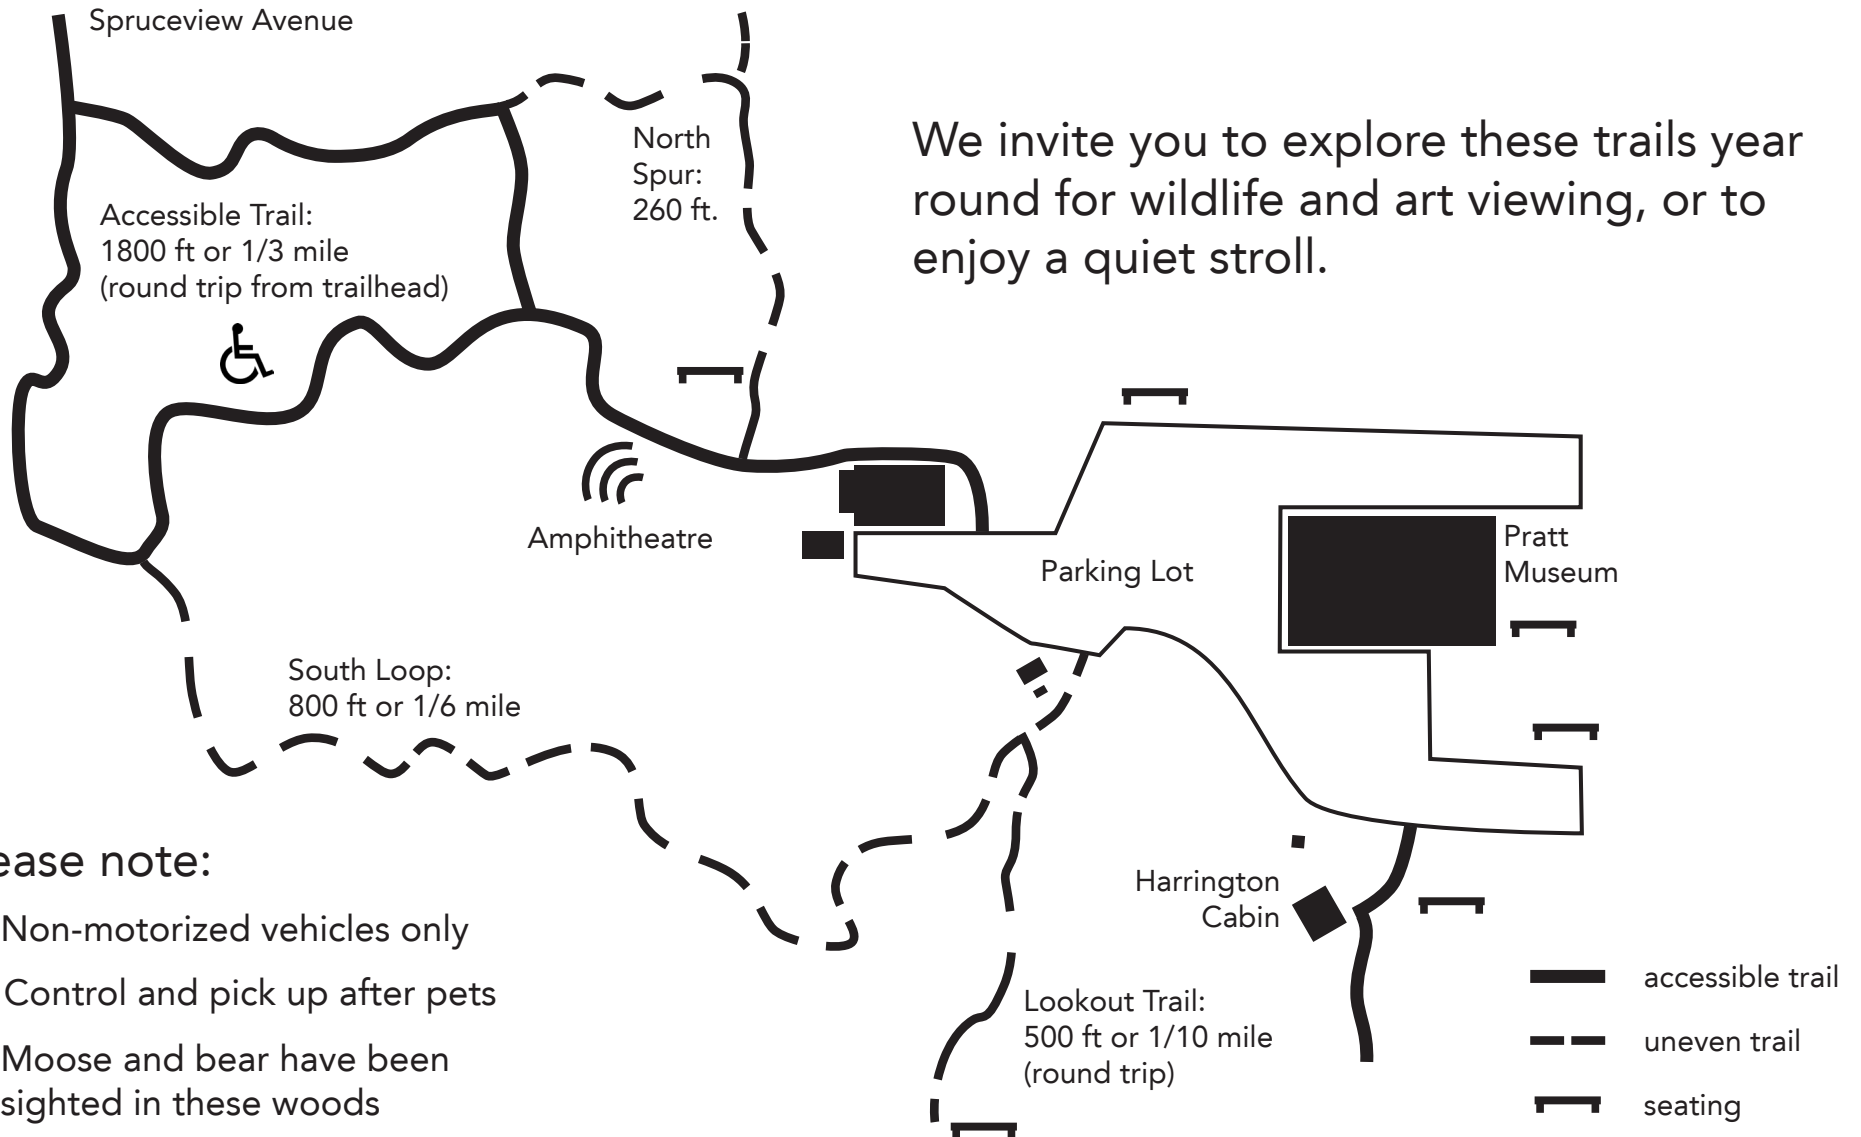 Spruceview Avenue
North
Spur:
260 ft.
We invite you to explore these trails year
round for wildlife and art viewing, or to
enjoy a quiet stroll.
Accessible Trail:
1800 ft or 1/3 mile
(round trip from trailhead)
Amphitheatre
Parking Lot
Pratt
Museum
South Loop:
800 ft or 1/6 mile
ease note:
Non-motorized vehicles only
Control and pick up after pets
Moose and bear have been
sighted in these woods
Harrington
Cabin
Lookout Trail:
500 ft or 1/10 mile
(round trip)
accessible trail
uneven trail
seating